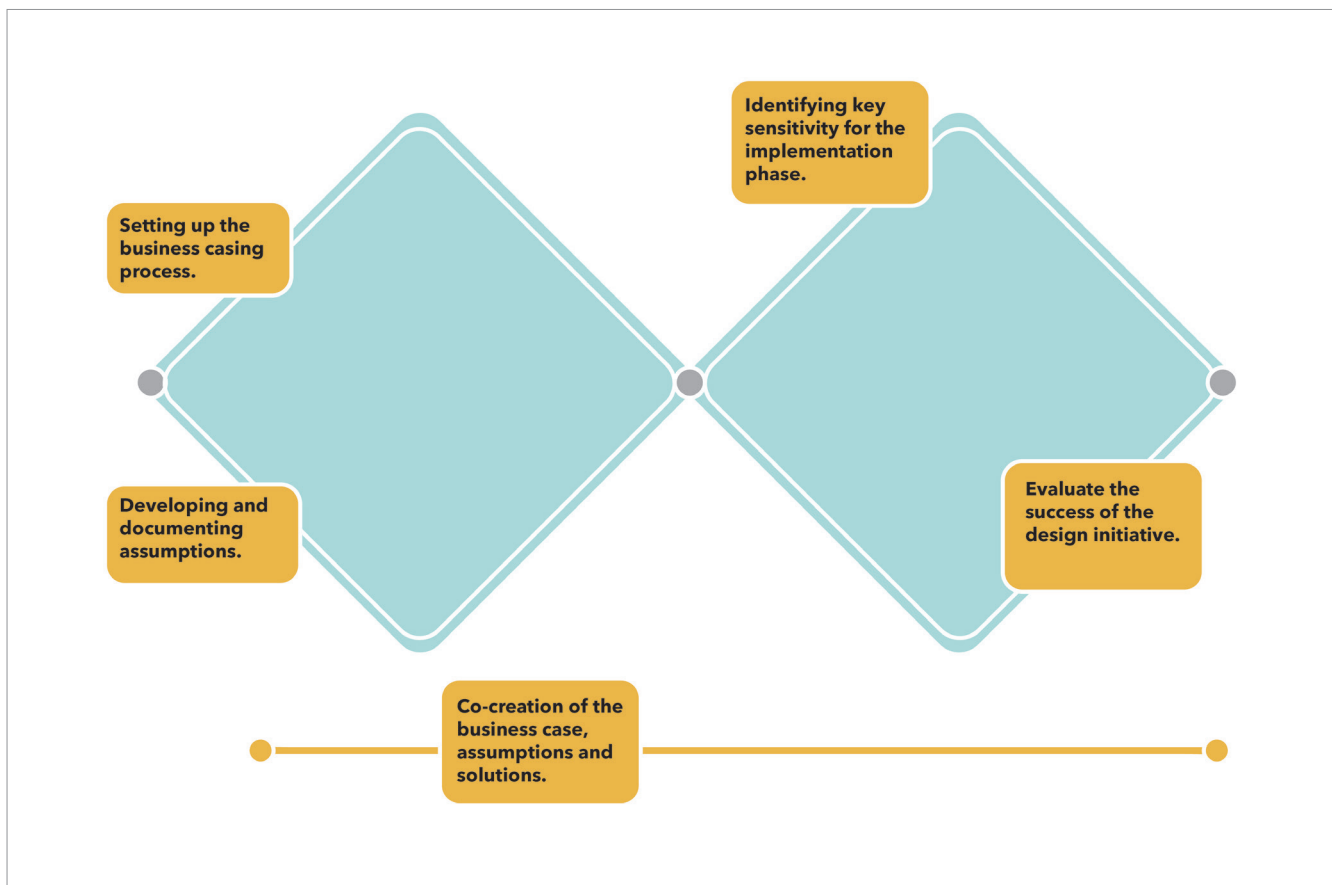 Setting up the
business casing
process.
Developing and
documenting
assumptions.
Identifying key
sensitivity for the
implementation
phase.
Evaluate the
success of the
design initiative.
Co-creation of the
business case,
assumptions and
solutions.